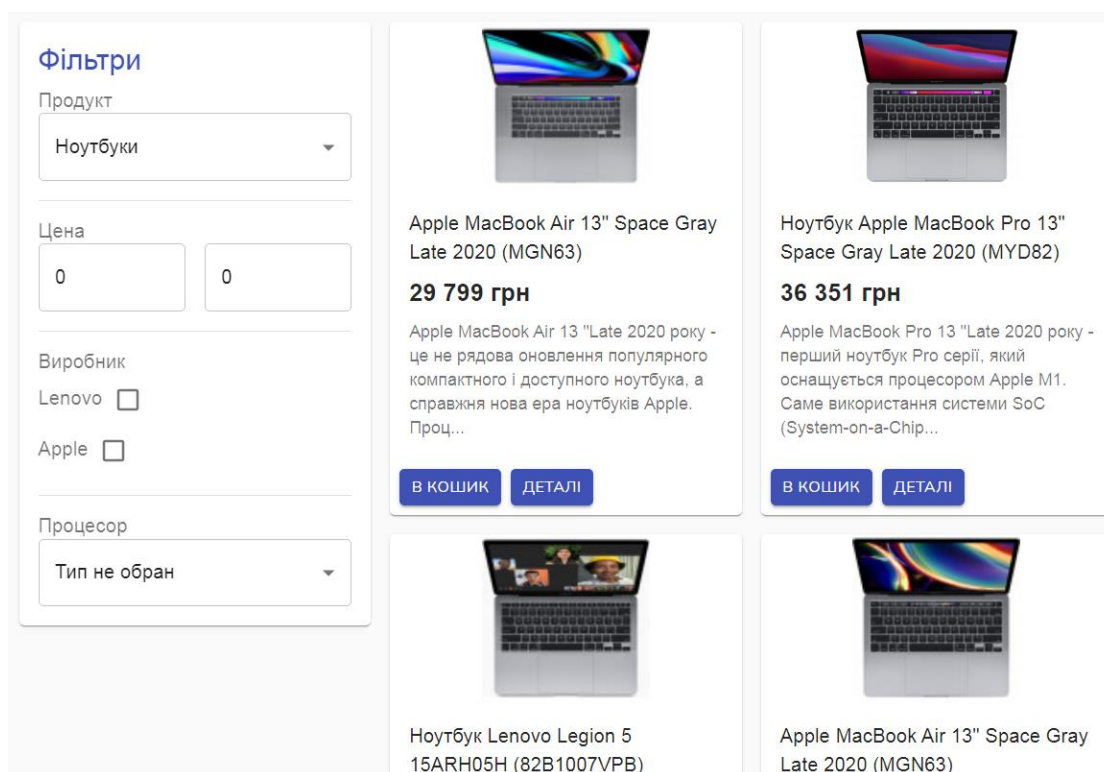 Фільтри
Продукт
Ноутбуки
Цена
0
0
Виробник
Lenovo
Apple
Процесор
Тип не обран
Apple MacBook Air 13" Space Gray
Late 2020 (MGN63)
29 799 грн
Apple MacBook Air 13 "Late 2020 року -
це не рядова оновлення популярного
компактного і доступного ноутбука, а
справжня нова ера ноутбуків Apple.
Проц...
В КОШИК
ДЕТАЛІ
Ноутбук Apple MacBook Pro 13"
Space Gray Late 2020 (MYD82)
36 351 грн
Apple MacBook Pro 13 "Late 2020 року -
перший ноутбук Pro серії, який
оснащується процесором Apple M1.
Саме використання системи SoC
(System-on-a-Chip...
В КОШИК
ДЕТАЛІ
Ноутбук Lenovo Legion 5
15ARH05H (82B1007VPB)
Apple MacBook Air 13" Space Gray
Late 2020 (MGN63)